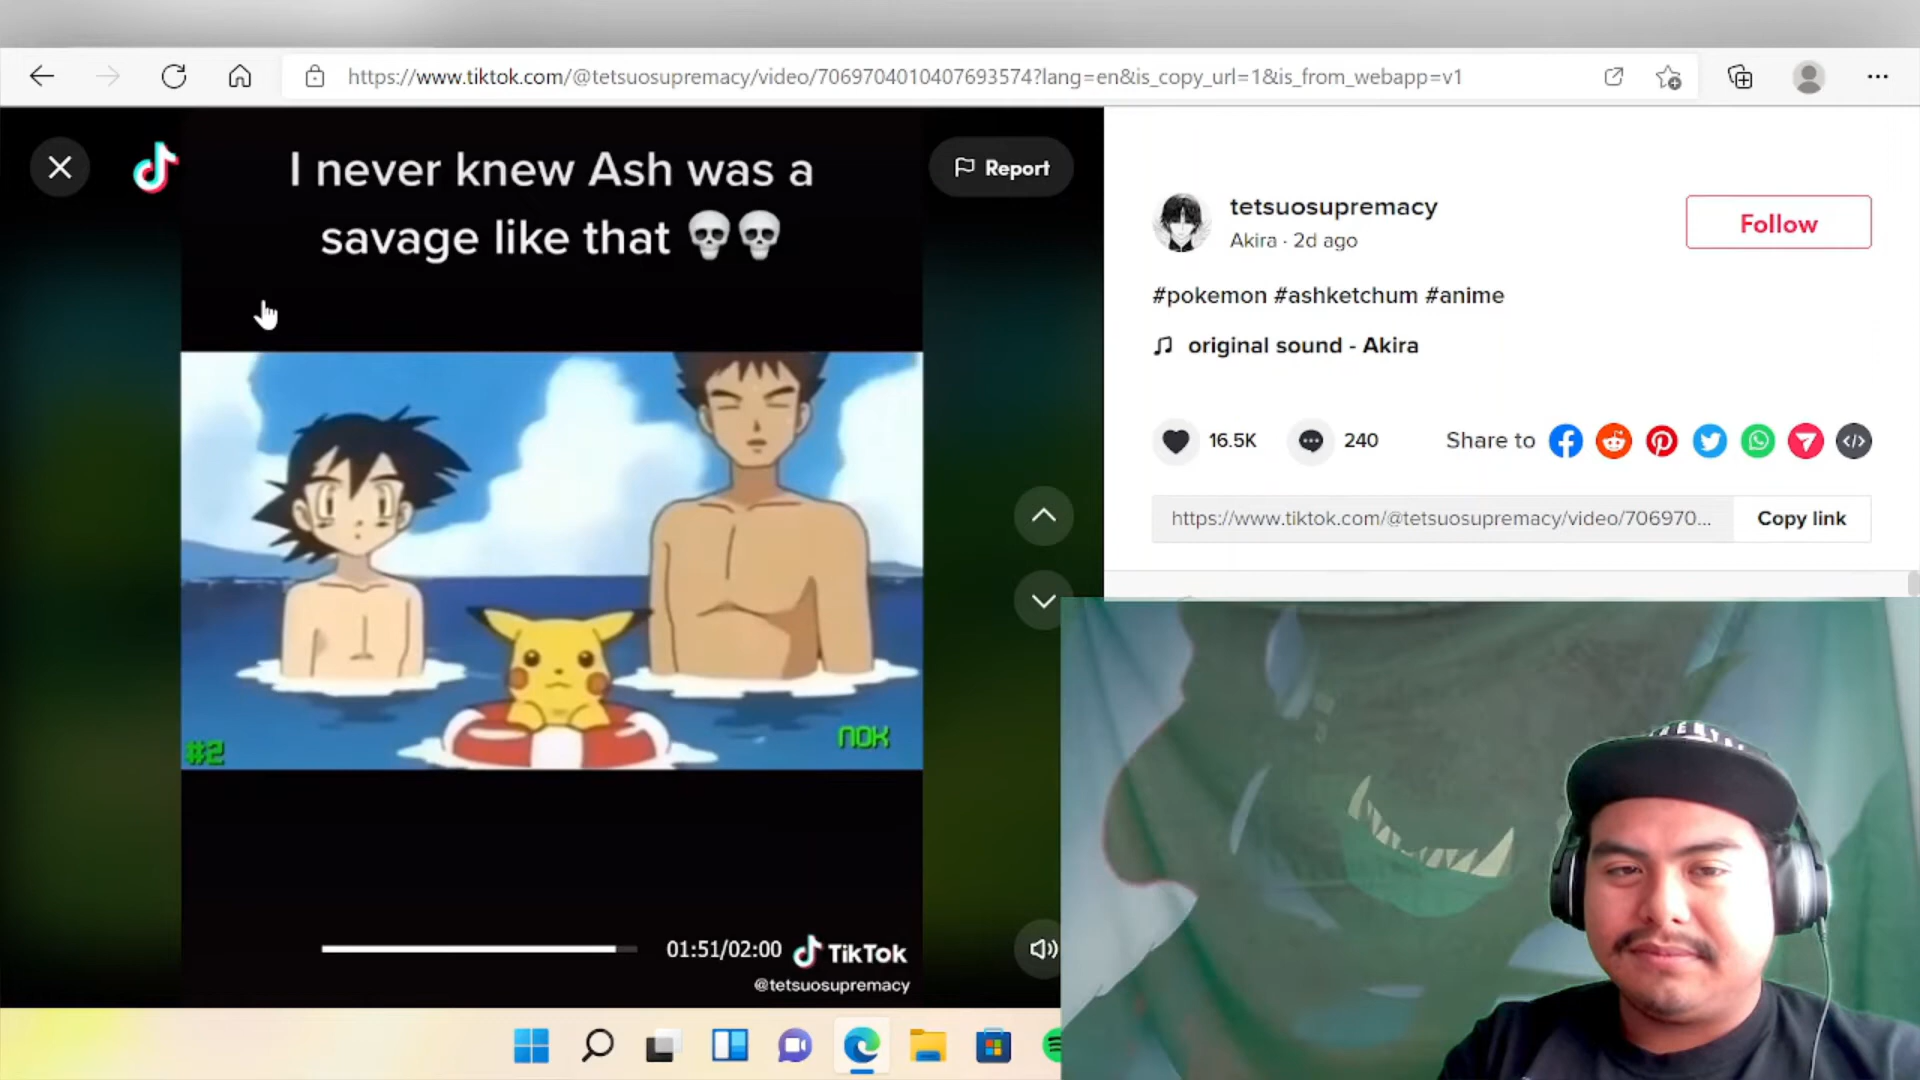 https://www.tiktok.com/@tetsuosupremacy/video/7069704010407693574?lang=en&is_copy_url=1&is_from_webapp=v1
I never knew Ash was a
savage like that 💀💀
Report
#2
NOK
01:51/02:00
TikTok
@tetsuosupremacy
tetsuosupremacy
Akira · 2d ago
Follow
#pokemon #ashketchum #anime
original sound - Akira
16.5K
240
Share to
https://www.tiktok.com/@tetsuosupremacy/video/706970...
Copy link